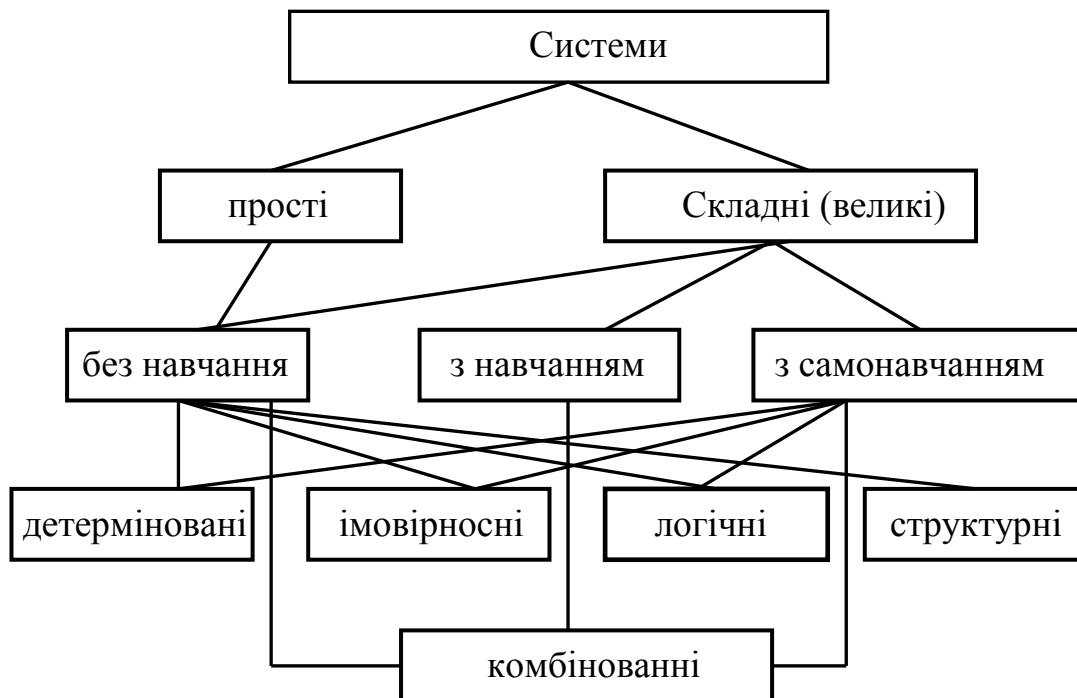 Системи
прості
Складні (великі)
без навчання
з навчанням
з самонавчанням
детерміновані
імовірносні
логічні
структурні
комбінованні